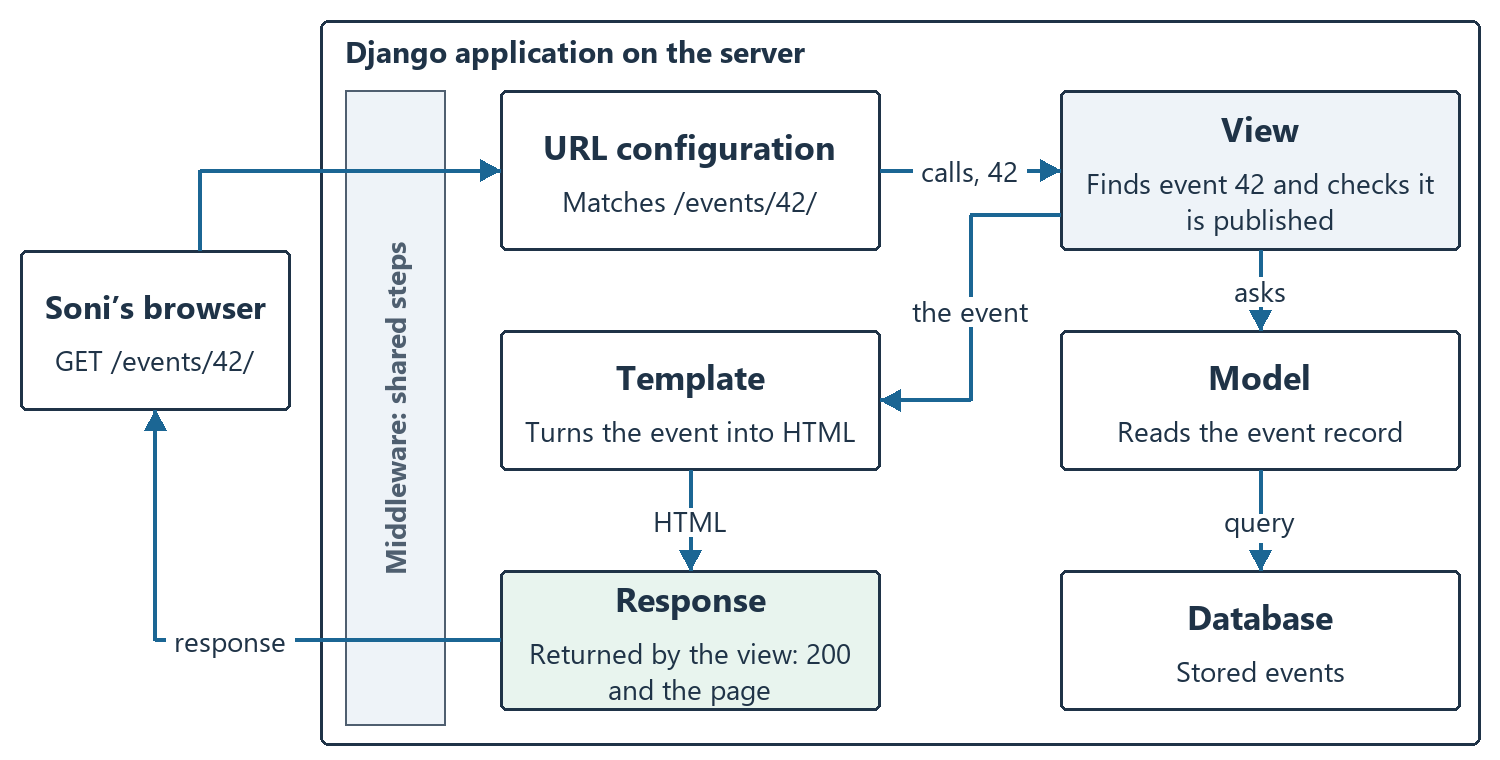 Django application on the server
URL configuration
Matches /events/42/
calls, 42
View
Finds event 42 and checks it
is published
Soni’s browser
GET /events/42/
Middleware: shared steps
the event
asks
Template
Turns the event into HTML
Model
Reads the event record
HTML
query
Response
Returned by the view: 200
and the page
response
Database
Stored events